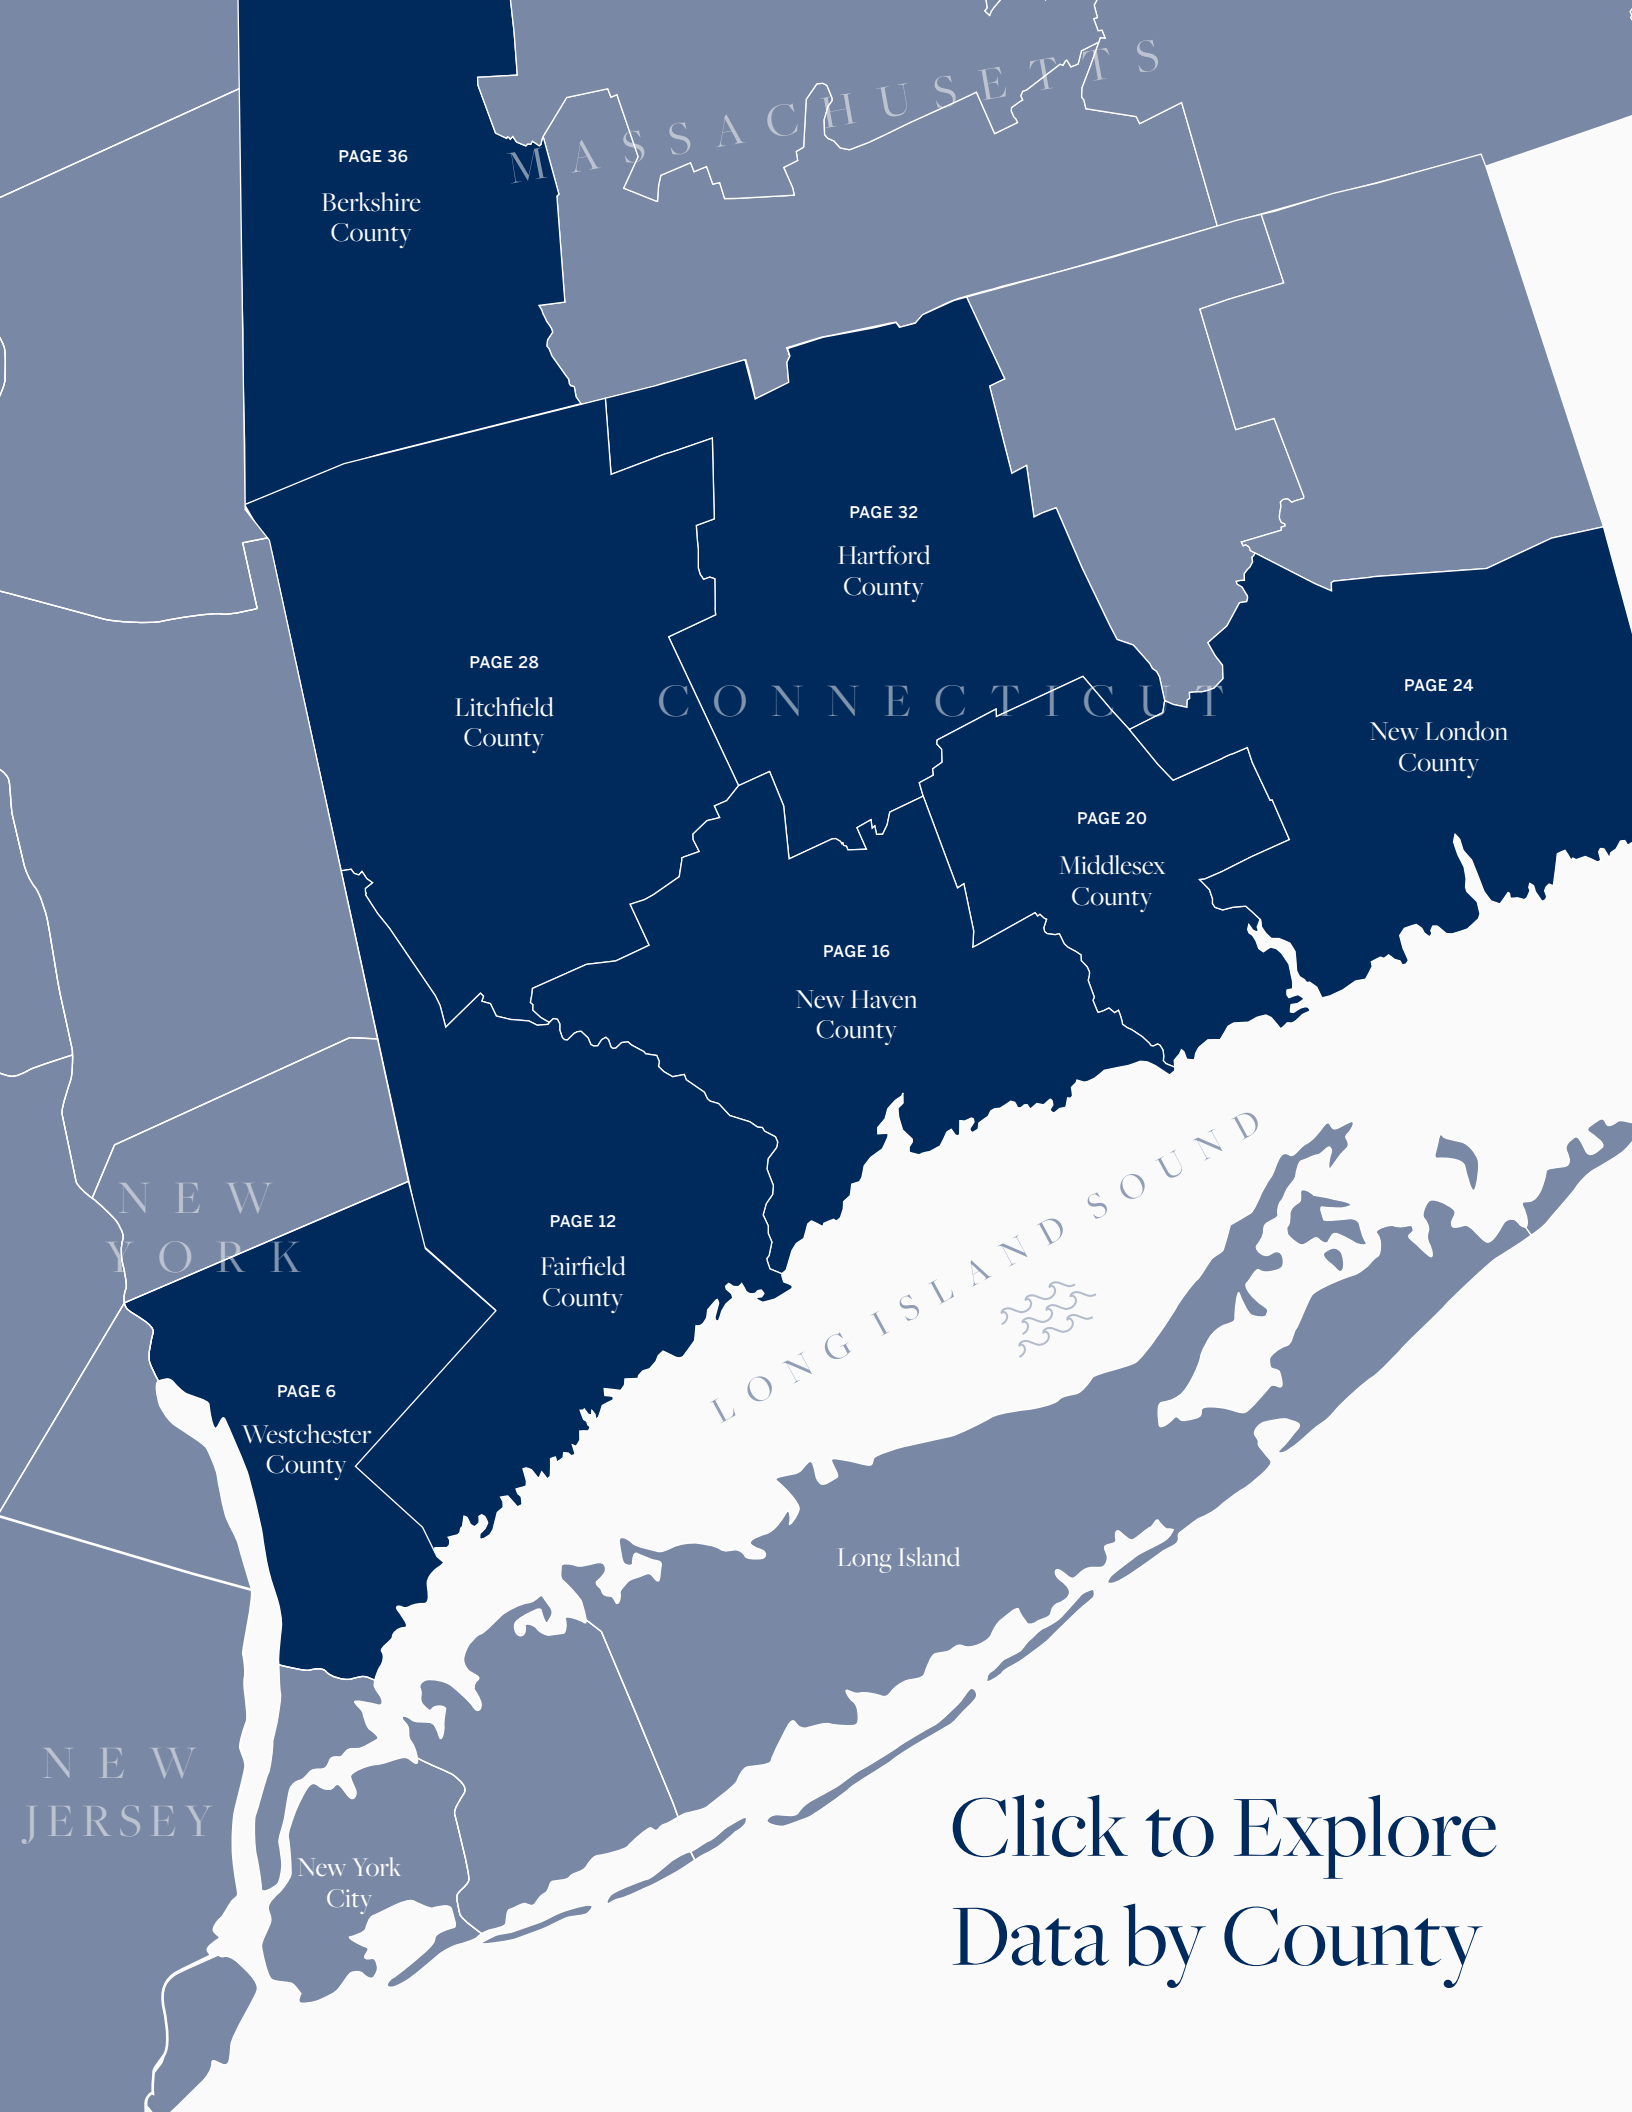 MASSACHUSETTS
PAGE 36
Berkshire
County
PAGE 32
Hartford
County
PAGE 28
Litchfield
County
CONNECTICUT
PAGE 24
New London
County
PAGE 20
Middlesex
County
PAGE 16
New Haven
County
NEW
YORK
PAGE 12
Fairfield
County
LONG ISLAND SOUND
PAGE 6
Westchester
County
Long Island
NEW
JERSEY
New York
City
Click to Explore
Data by County